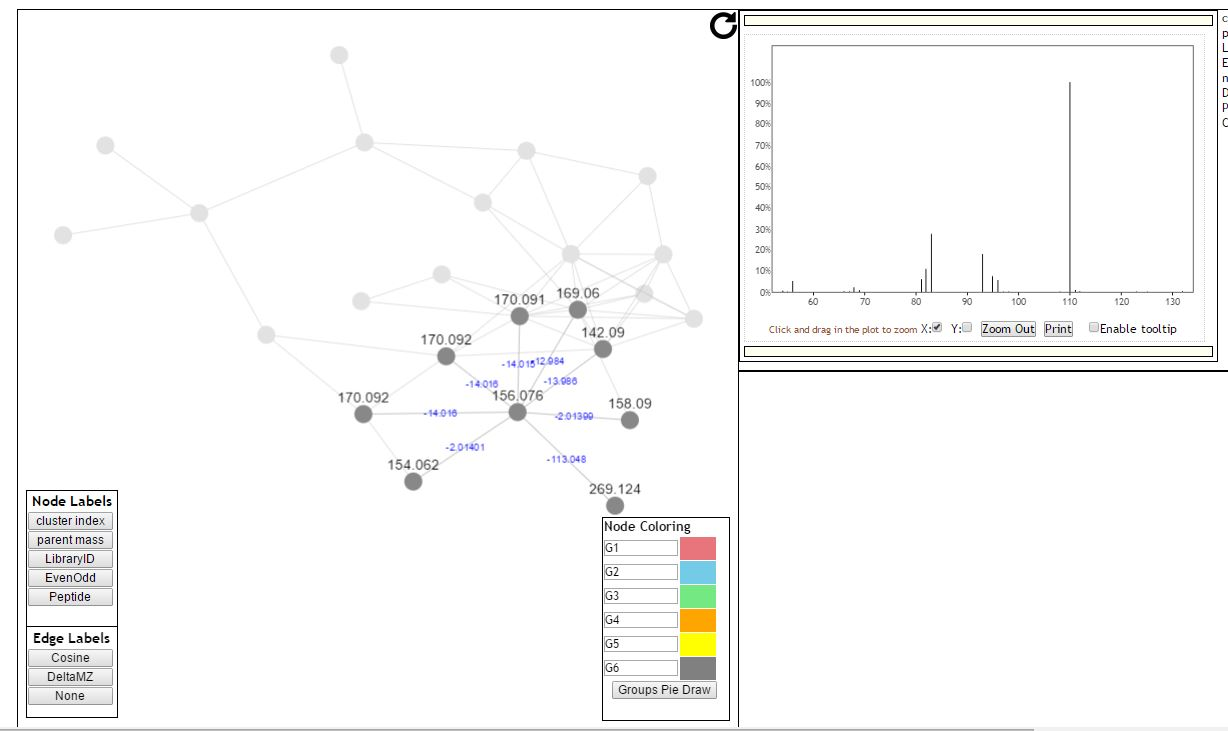 170.091
169.06
142.09
170.092
-14.015
-12.984
-14.016
-13.986
170.092
156.076
158.09
-14.016
-2.01399
-2.01401
-113.048
154.062
269.124
Node Labels
cluster index
parent mass
LibraryID
EvenOdd
Peptide
Edge Labels
Cosine
DeltaMZ
None
Node Coloring
G1
G2
G3
G4
G5
G6
Groups Pie Draw
100%
90%
80%
70%
60%
50%
40%
30%
20%
10%
0%
60 70 80 90 100 110 120 130
Click and drag in the plot to zoom X: Y: Zoom Out Print Enable tooltip
c
p
L
E
m
D
P
C